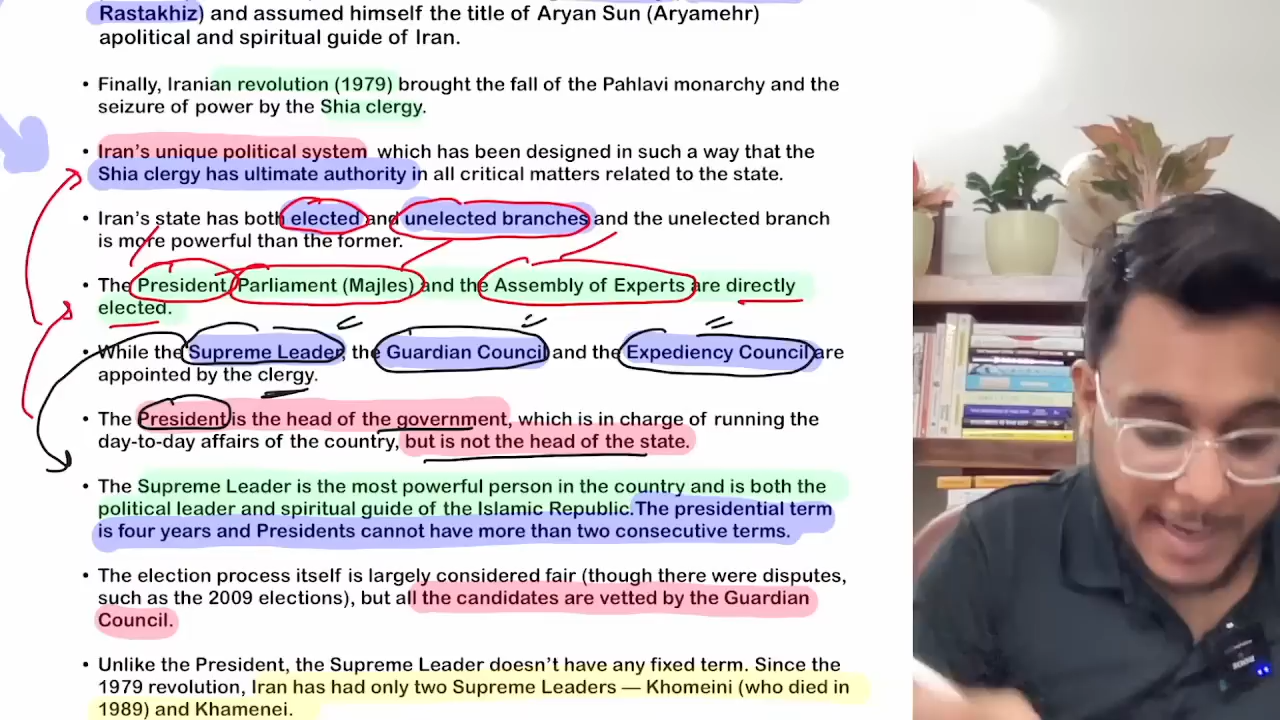 Rastakhiz) and assumed himself the title of Aryan Sun (Aryamehr)
apolitical and spiritual guide of Iran.
• Finally, Iranian revolution (1979) brought the fall of the Pahlavi monarchy and the
seizure of power by the Shia clergy.
• Iran's unique political system which has been designed in such a way that the
Shia clergy has ultimate authority in all critical matters related to the state.
• Iran's state has both elected and unelected branches and the unelected branch
is more powerful than the former.
• The President, Parliament (Majles) and the Assembly of Experts are directly
elected.
• While the Supreme Leader, the Guardian Council and the Expediency Council are
appointed by the clergy.
• The President is the head of the government, which is in charge of running the
day-to-day affairs of the country, but is not the head of the state.
• The Supreme Leader is the most powerful person in the country and is both the
political leader and spiritual guide of the Islamic Republic.The presidential term
is four years and Presidents cannot have more than two consecutive terms.
• The election process itself is largely considered fair (though there were disputes,
such as the 2009 elections), but all the candidates are vetted by the Guardian
Council.
• Unlike the President, the Supreme Leader doesn't have any fixed term. Since the
1979 revolution, Iran has had only two Supreme Leaders — Khomeini (who died in
1989) and Khamenei.